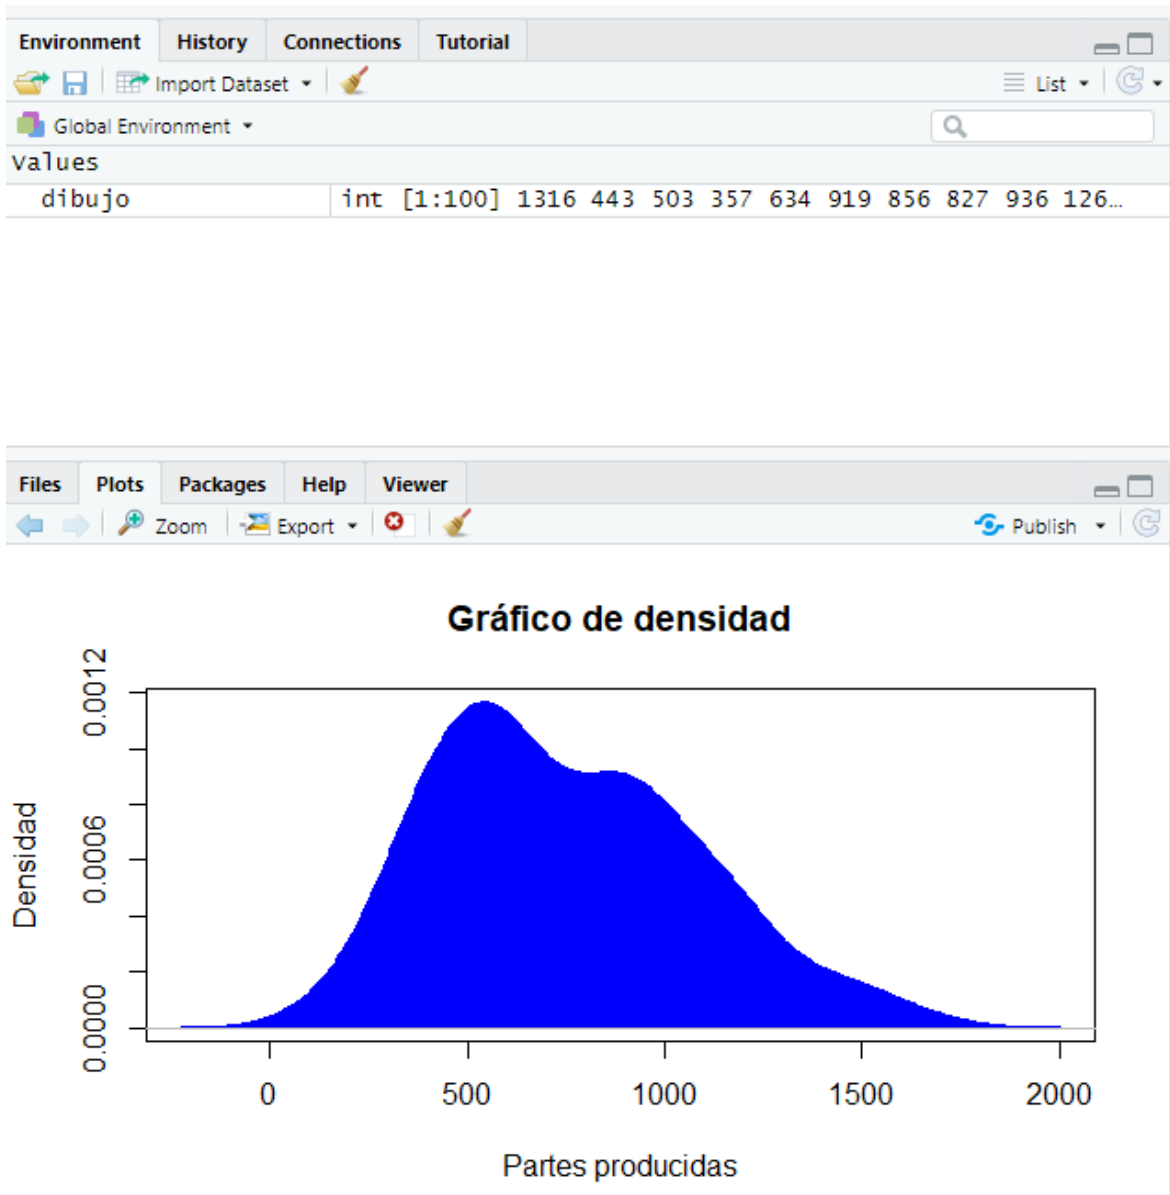 Environment History Connections Tutorial
Import Dataset List
Global Environment
Values
dibujo int [1:100] 1316 443 503 357 634 919 856 827 936 126…
Files Plots Packages Help Viewer
Zoom Export Publish
Gráfico de densidad
0.0012
0.0006
0.0000
Densidad
0 500 1000 1500 2000
Partes producidas